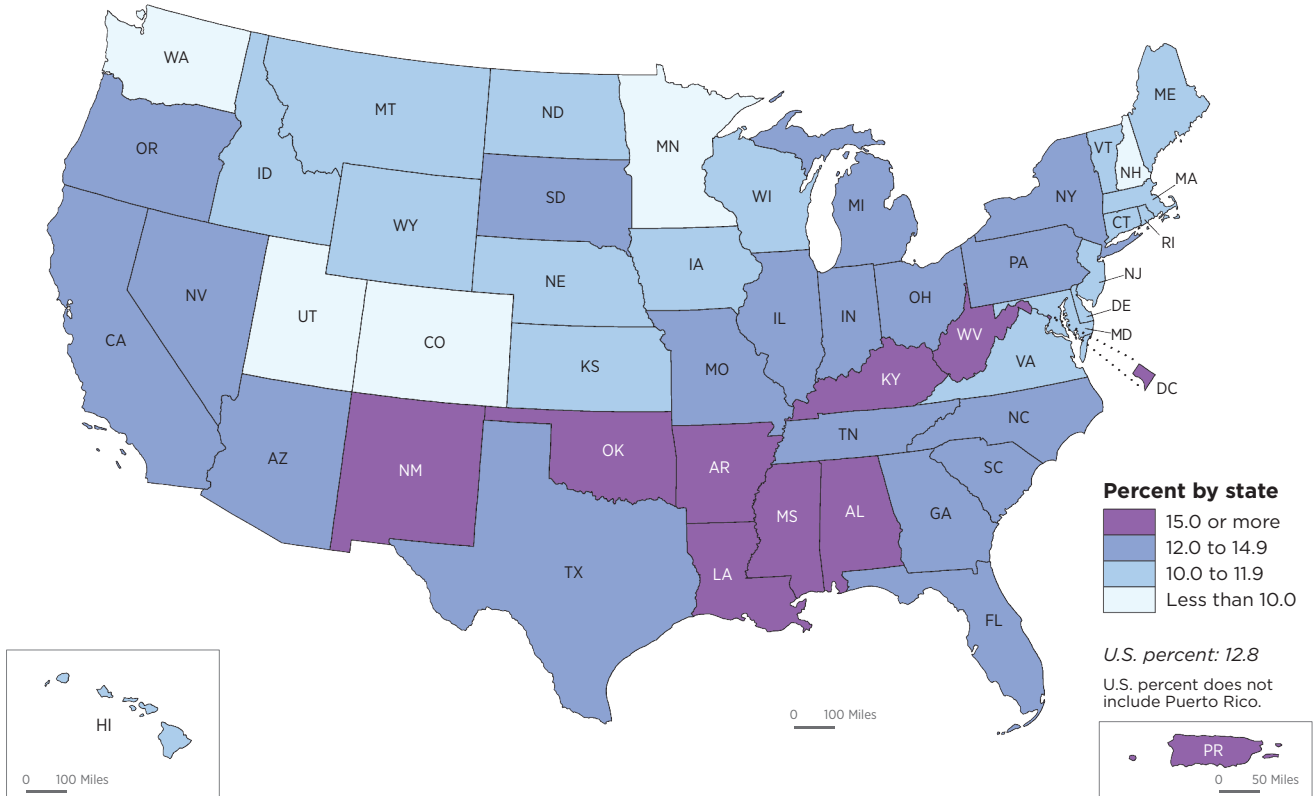 WA
MT
ND
MN
ME
OR
ID
SD
WI
MI
VT
NH
NY
MA
WY
CT
RI
NV
NE
IA
PA
NJ
UT
IL
IN
OH
DE
CA
CO
KS
MO
WV
MD
VA
KY
DC
AZ
NM
OK
AR
TN
NC
SC
MS
AL
GA
TX
LA
FL
Percent by state
15.0 or more
12.0 to 14.9
10.0 to 11.9
Less than 10.0
U.S. percent: 12.8
U.S. percent does not
include Puerto Rico.
HI
0 100 Miles
0 100 Miles
PR
0 50 Miles